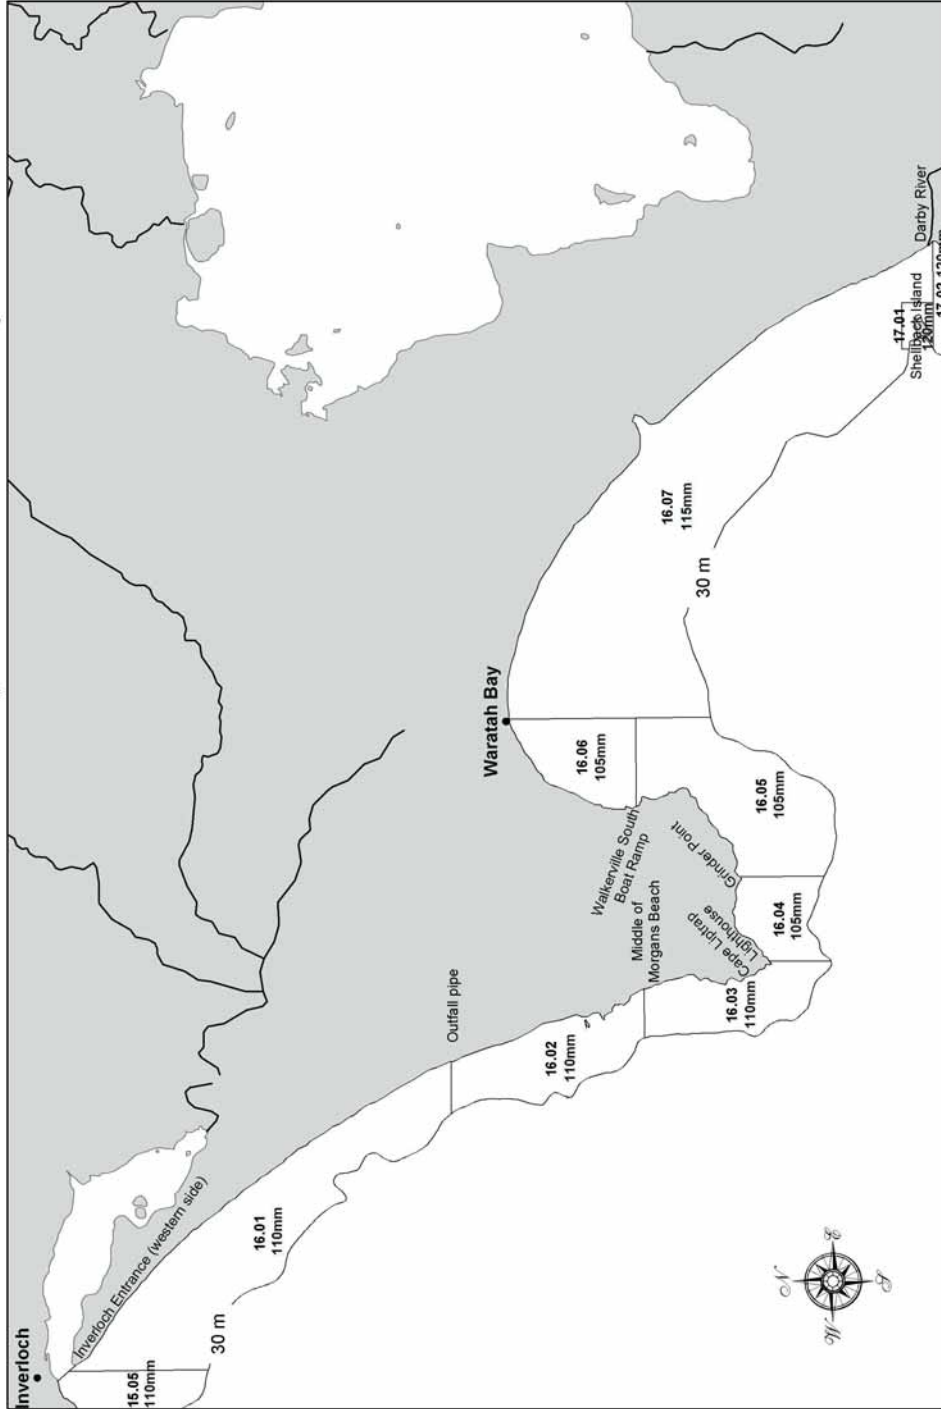 Inverloch
15.05
110mm
30 m
Inverloch Entrance (western side)
16.01
110mm
Outfall pipe
16.02
110mm
Middle of
Morgans Beach
16.03
110mm
Cape Liptrap
Lighthouse
16.04
105mm
Grinder Point
Walkerville South
Boat Ramp
16.05
105mm
16.06
105mm
Waratah Bay
16.07
115mm
30 m
17.01
120mm
Shellback Island
Darby River
N
E
S
W